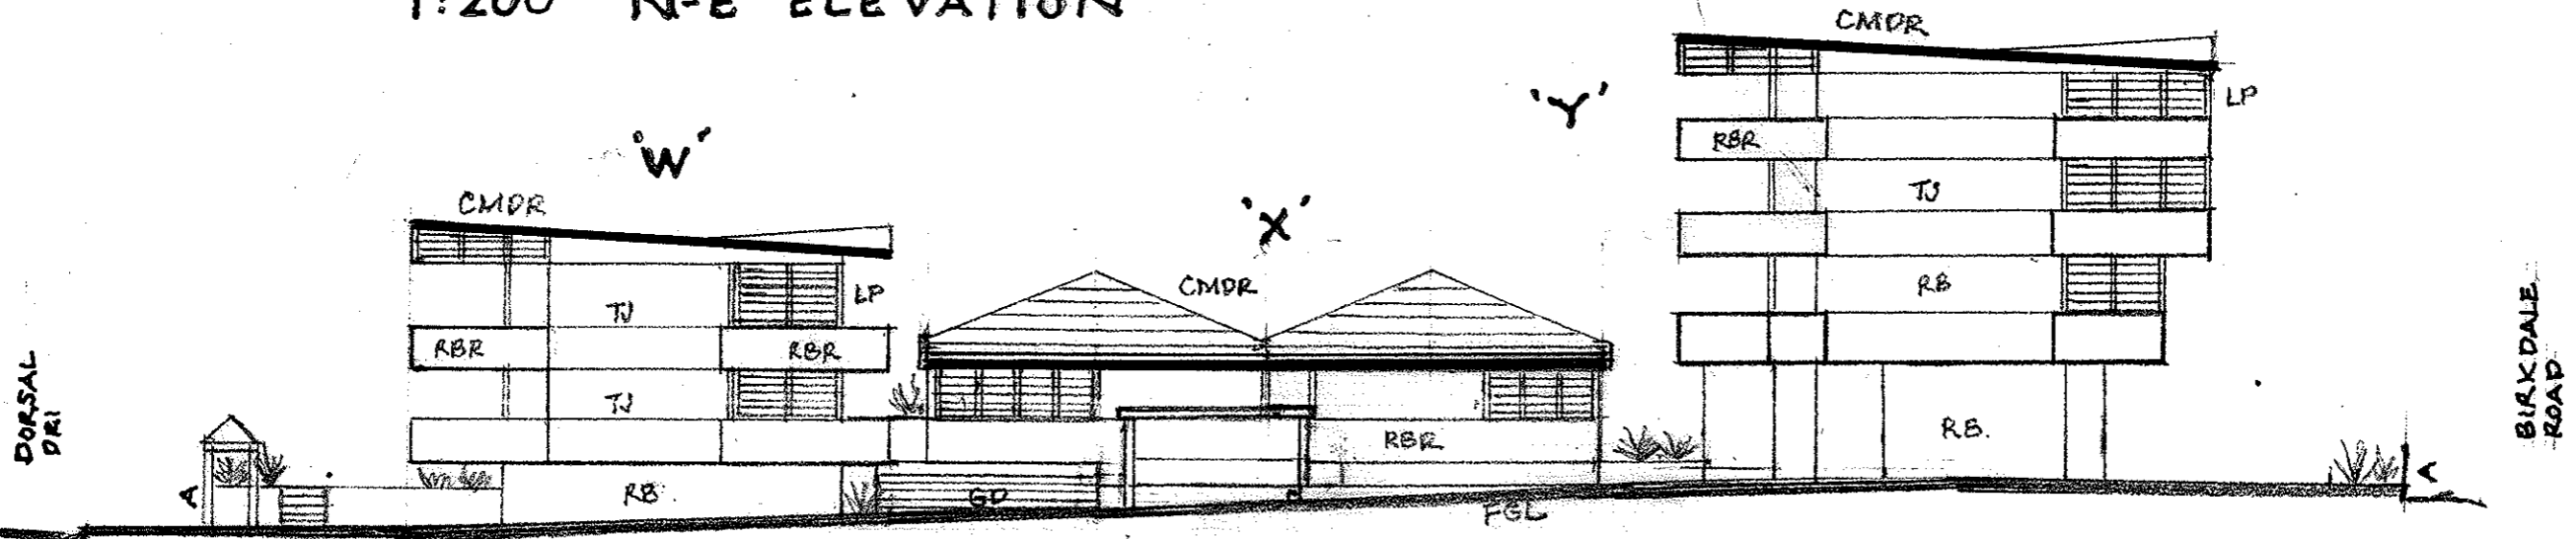 1:200 N-E ELEVATION
CMDR
'Y'
LP
RBR
'W'
TJ
CMDR
'X'
CMDR
RB
LP
TJ
RBR
RBR
TJ
DORSAL
DRI
BIRKDALE
ROAD
RBR
RB.
A
RB.
GD
FGL
A